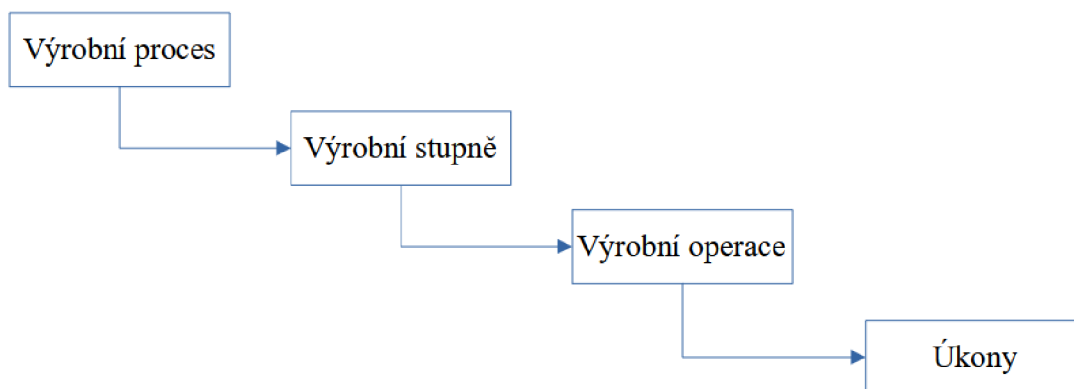 Výrobní proces
Výrobní stupně
Výrobní operace
Úkony